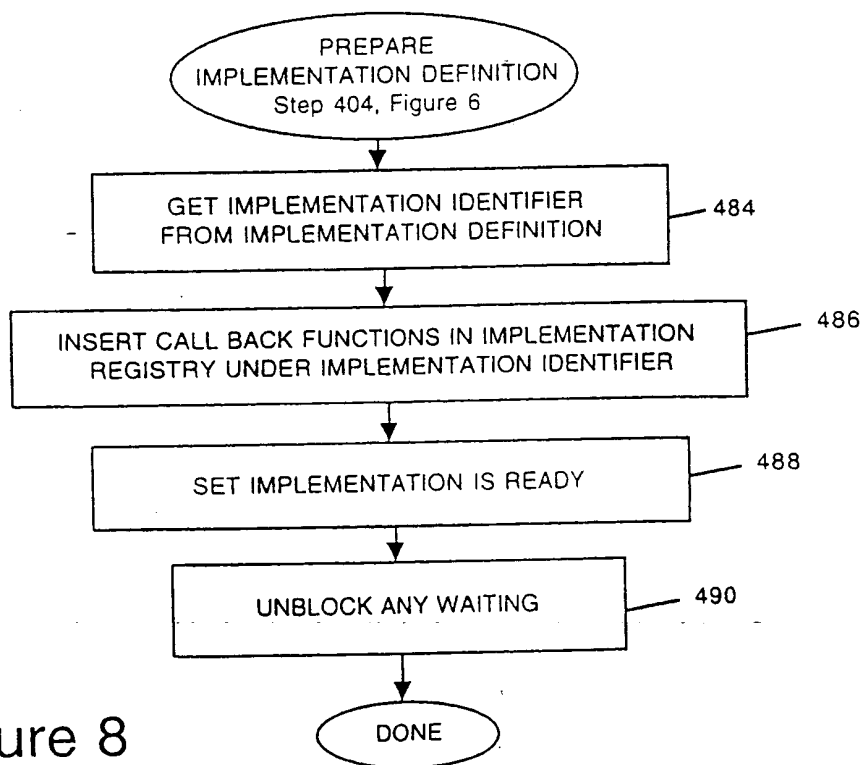 PREPARE
IMPLEMENTATION DEFINITION
Step 404, Figure 6
GET IMPLEMENTATION IDENTIFIER
FROM IMPLEMENTATION DEFINITION
484
INSERT CALL BACK FUNCTIONS IN IMPLEMENTATION
REGISTRY UNDER IMPLEMENTATION IDENTIFIER
486
SET IMPLEMENTATION IS READY
488
UNBLOCK ANY WAITING
490
DONE
ure 8